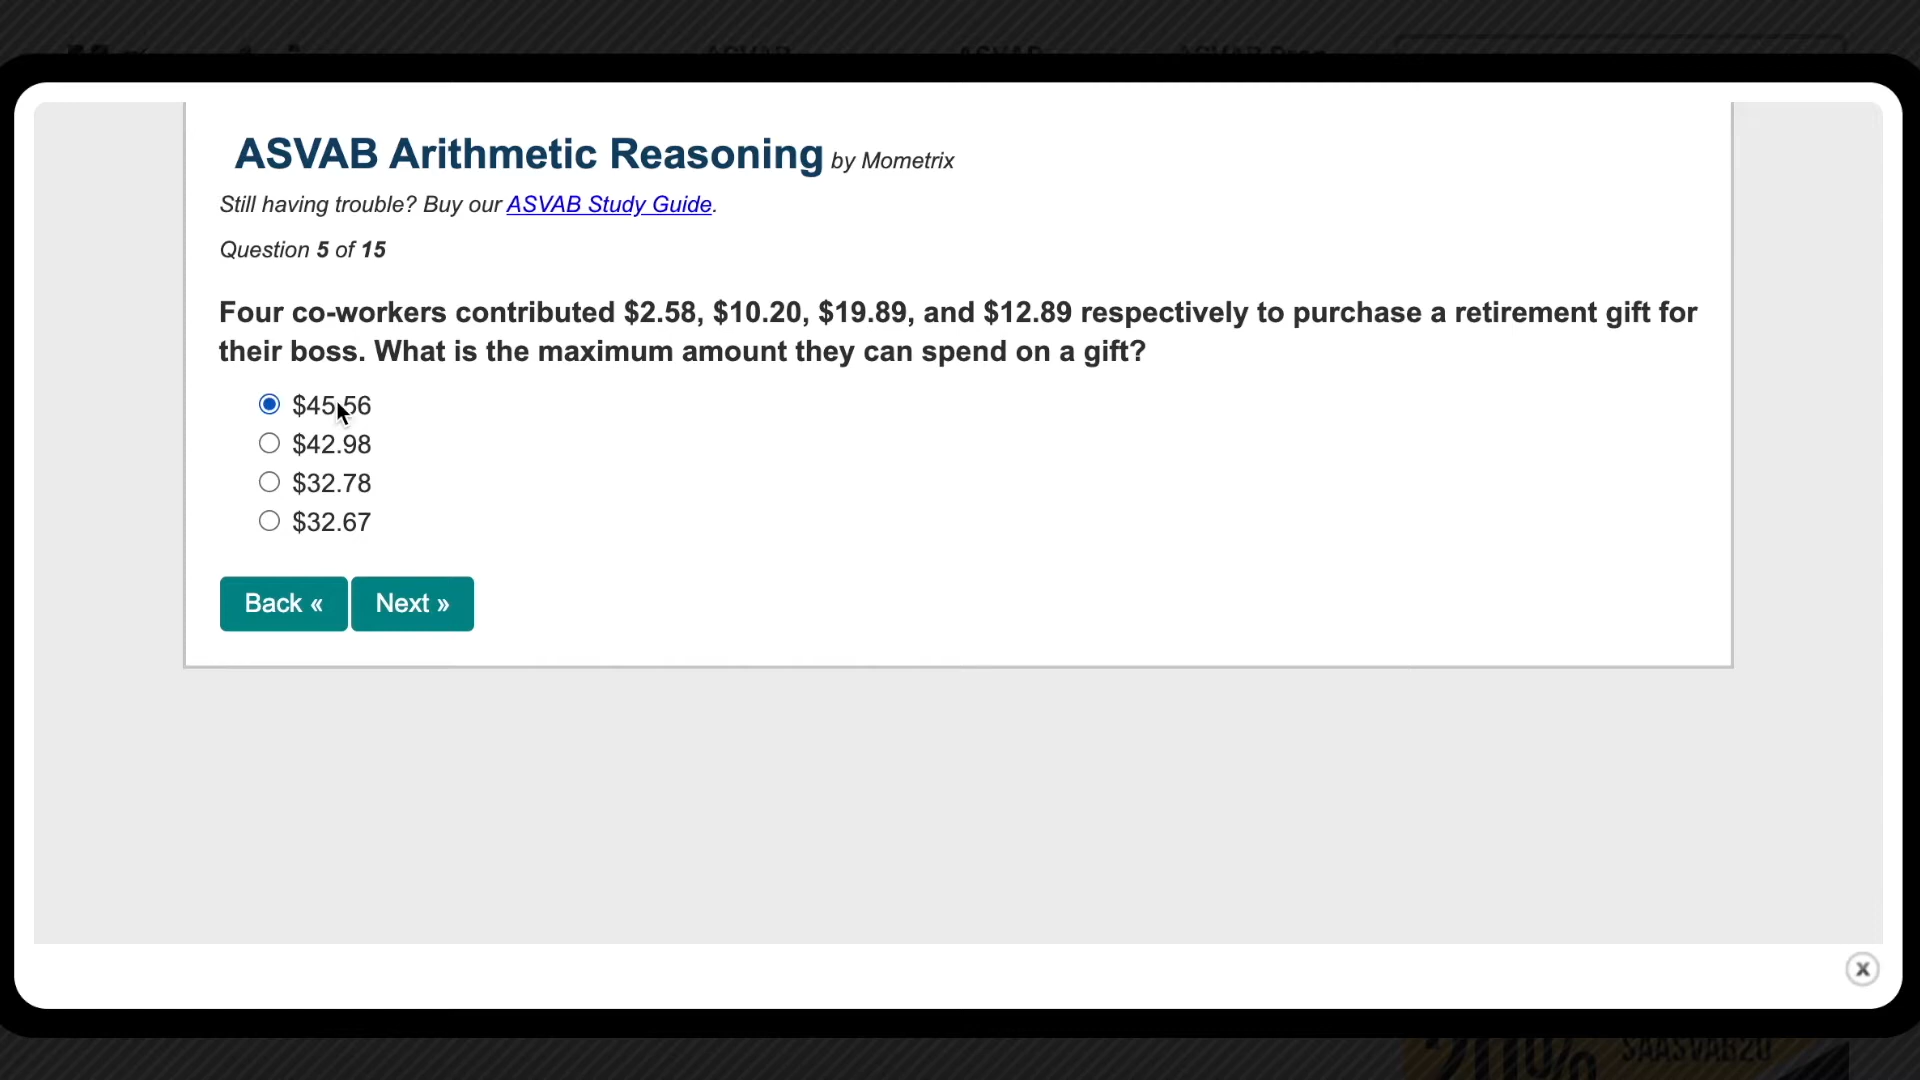 ASVAB Arithmetic Reasoning by Mometrix
Still having trouble? Buy our ASVAB Study Guide.
Question 5 of 15
Four co-workers contributed $2.58, $10.20, $19.89, and $12.89 respectively to purchase a retirement gift for
their boss. What is the maximum amount they can spend on a gift?
$45.56
$42.98
$32.78
$32.67
Back « Next »
x
20% SAASVAB20